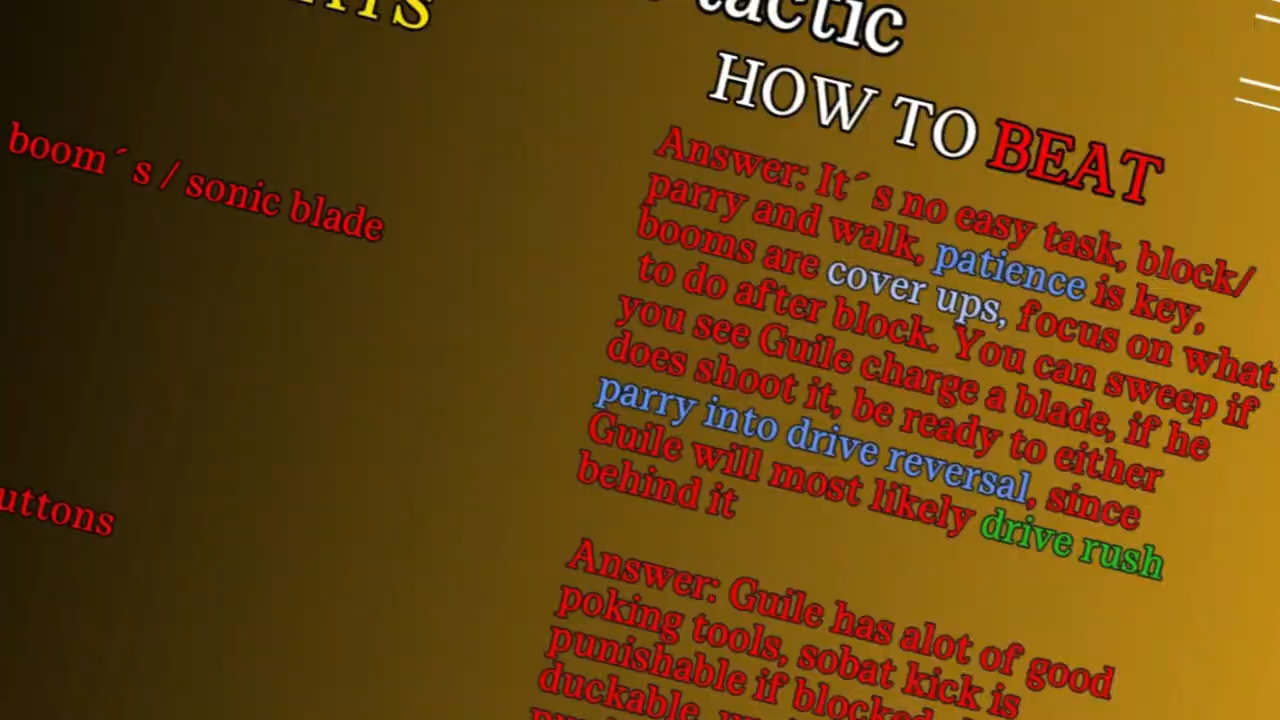 tactic
HOW TO BEAT
boom´s / sonic blade
Answer: It´s no easy task, block/
parry and walk, patience is key,
booms are cover ups, focus on what
to do after block. You can sweep if
you see Guile charge a blade, if he
does shoot it, be ready to either
parry into drive reversal, since
Guile will most likely drive rush
behind it
Answer: Guile has alot of good
poking tools, sobat kick is
punishable if blocked
duckable,